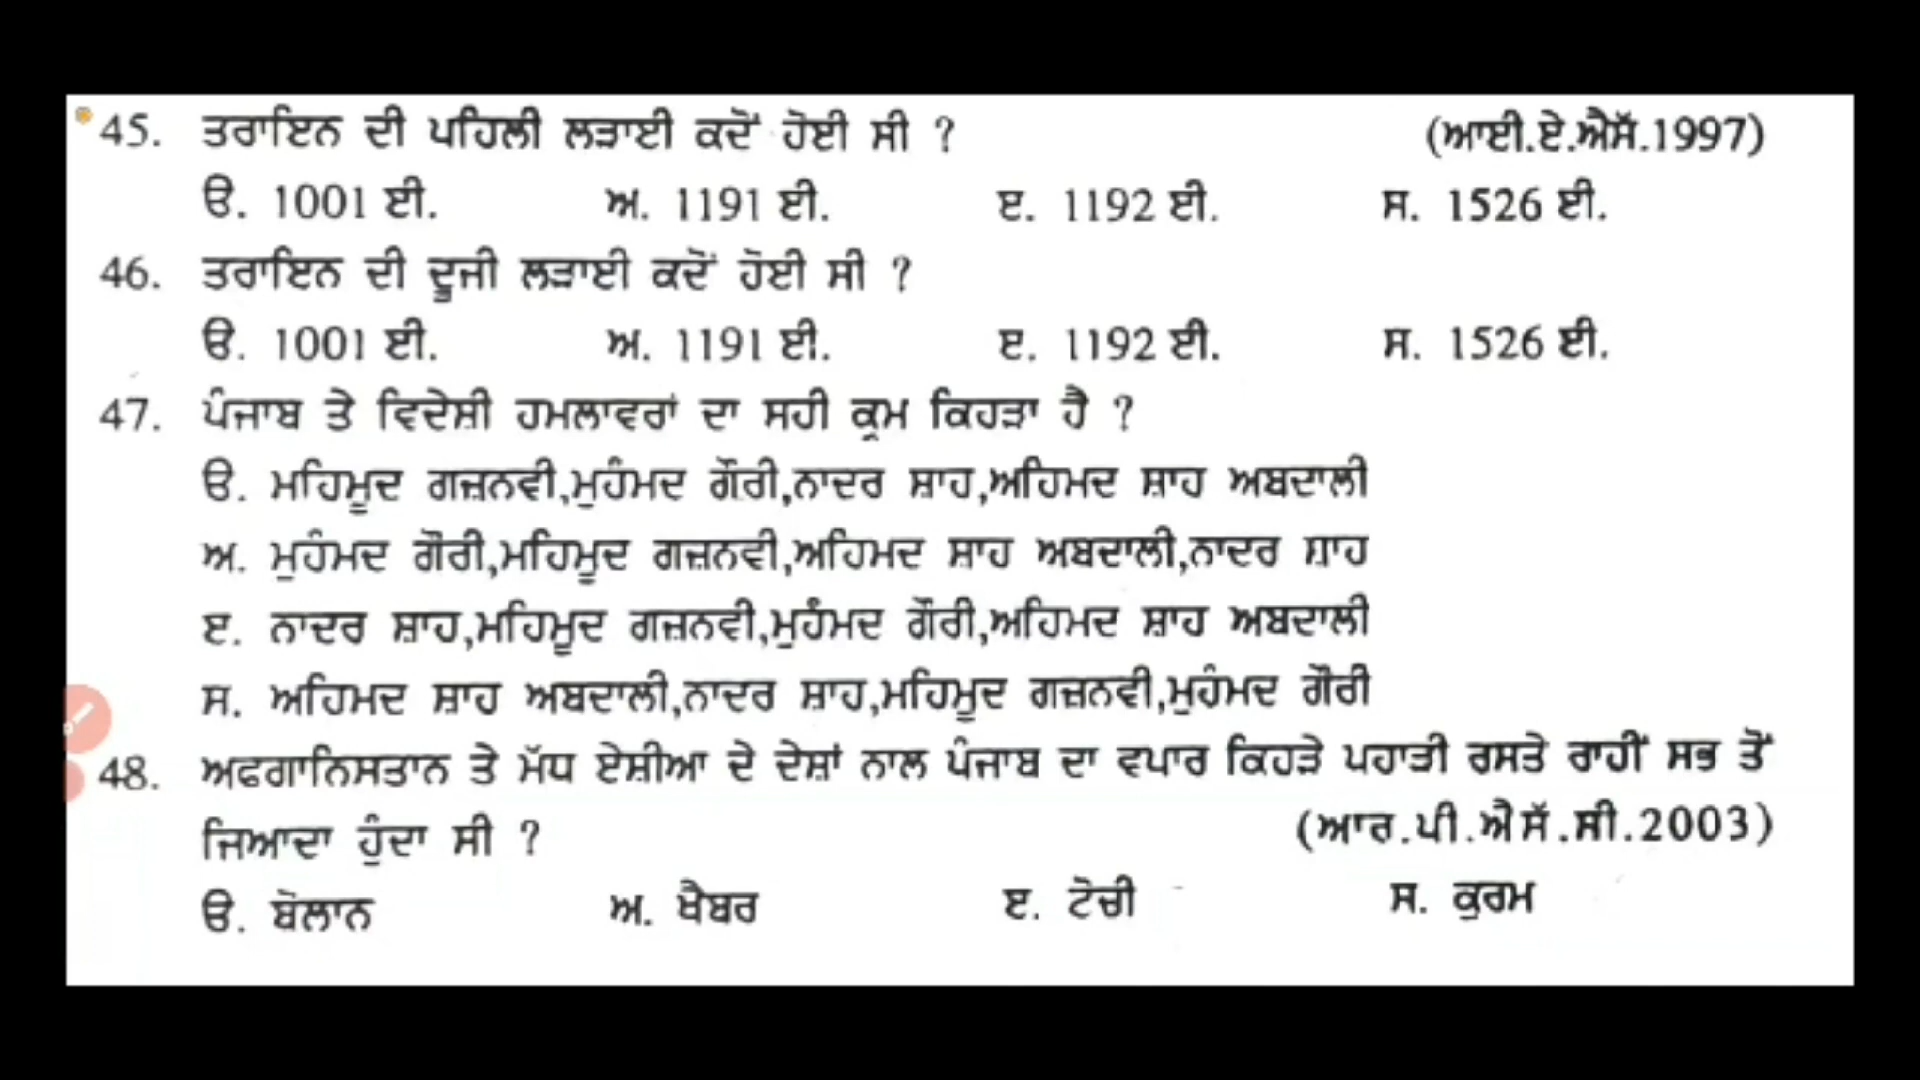 45. ਤਰਾਇਨ ਦੀ ਪਹਿਲੀ ਲੜਾਈ ਕਦੋਂ ਹੋਈ ਸੀ ? (ਆਈ.ਏ.ਐਸੱ.1997)
ੳ. 1001 ਈ. ਅ. 1191 ਈ. ੲ. 1192 ਈ. ਸ. 1526 ਈ.
46. ਤਰਾਇਨ ਦੀ ਦੂਜੀ ਲੜਾਈ ਕਦੋਂ ਹੋਈ ਸੀ ?
ੳ. 1001 ਈ. ਅ. 1191 ਈ. ੲ. 1192 ਈ. ਸ. 1526 ਈ.
47. ਪੰਜਾਬ ਤੇ ਵਿਦੇਸ਼ੀ ਹਮਲਾਵਰਾਂ ਦਾ ਸਹੀ ਕ੍ਰਮ ਕਿਹੜਾ ਹੈ ?
ੳ. ਮਹਿਮੂਦ ਗਜ਼ਨਵੀ,ਮੁਹੰਮਦ ਗੌਰੀ,ਨਾਦਰ ਸ਼ਾਹ,ਅਹਿਮਦ ਸ਼ਾਹ ਅਬਦਾਲੀ
ਅ. ਮੁਹੰਮਦ ਗੌਰੀ,ਮਹਿਮੂਦ ਗਜ਼ਨਵੀ,ਅਹਿਮਦ ਸ਼ਾਹ ਅਬਦਾਲੀ,ਨਾਦਰ ਸ਼ਾਹ
ੲ. ਨਾਦਰ ਸ਼ਾਹ,ਮਹਿਮੂਦ ਗਜ਼ਨਵੀ,ਮੁਹੰਮਦ ਗੌਰੀ,ਅਹਿਮਦ ਸ਼ਾਹ ਅਬਦਾਲੀ
ਸ. ਅਹਿਮਦ ਸ਼ਾਹ ਅਬਦਾਲੀ,ਨਾਦਰ ਸ਼ਾਹ,ਮਹਿਮੂਦ ਗਜ਼ਨਵੀ,ਮੁਹੰਮਦ ਗੌਰੀ
48. ਅਫਗਾਨਿਸਤਾਨ ਤੇ ਮੱਧ ਏਸ਼ੀਆ ਦੇ ਦੇਸ਼ਾਂ ਨਾਲ ਪੰਜਾਬ ਦਾ ਵਪਾਰ ਕਿਹੜੇ ਪਹਾੜੀ ਰਸਤੇ ਰਾਹੀਂ ਸਭ ਤੋਂ
ਜਿਆਦਾ ਹੁੰਦਾ ਸੀ ? (ਆਰ.ਪੀ.ਐਸੱ.ਸੀ.2003)
ੳ. ਬੋਲਾਨ ਅ. ਖੈਬਰ ੲ. ਟੋਚੀ ਸ. ਕੁਰਮ